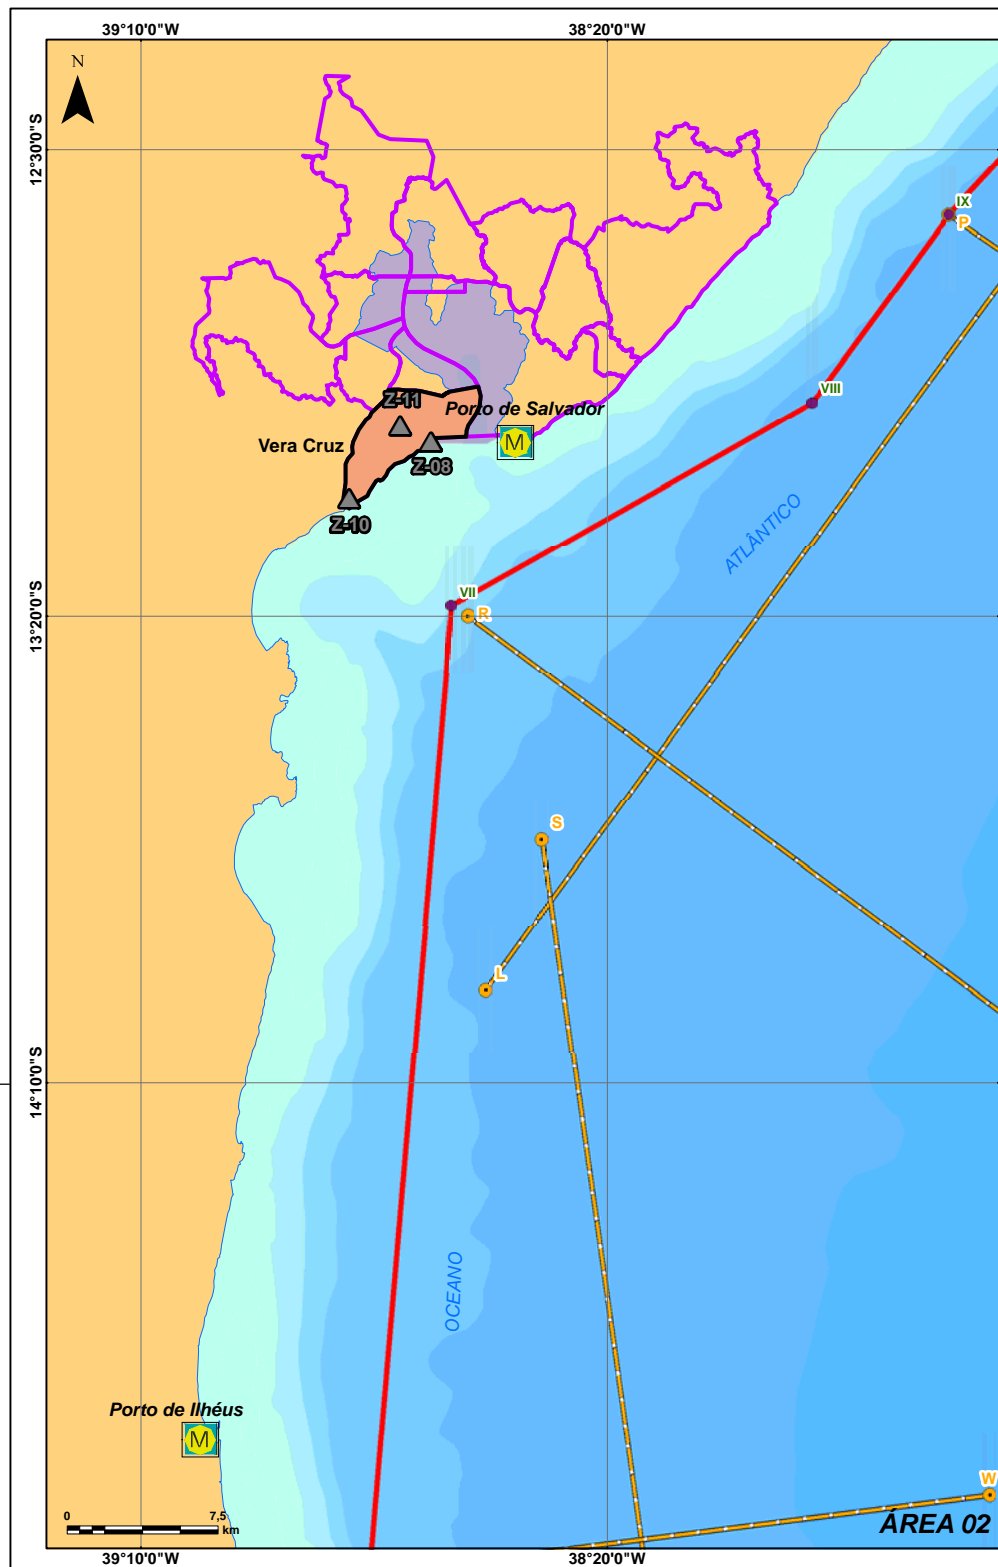 39°10'0"W
38°20'0"W
N
12°30'0"S
IX
P
VIII
Z-11
Porto de Salvador
M
Vera Cruz
Z-08
Z-10
ATLÂNTICO
VII
R
13°20'0"S
S
L
14°10'0"S
OCEANO
Porto de Ilhéus
M
W
0
7,5
km
ÁREA 02
39°10'0"W
38°20'0"W